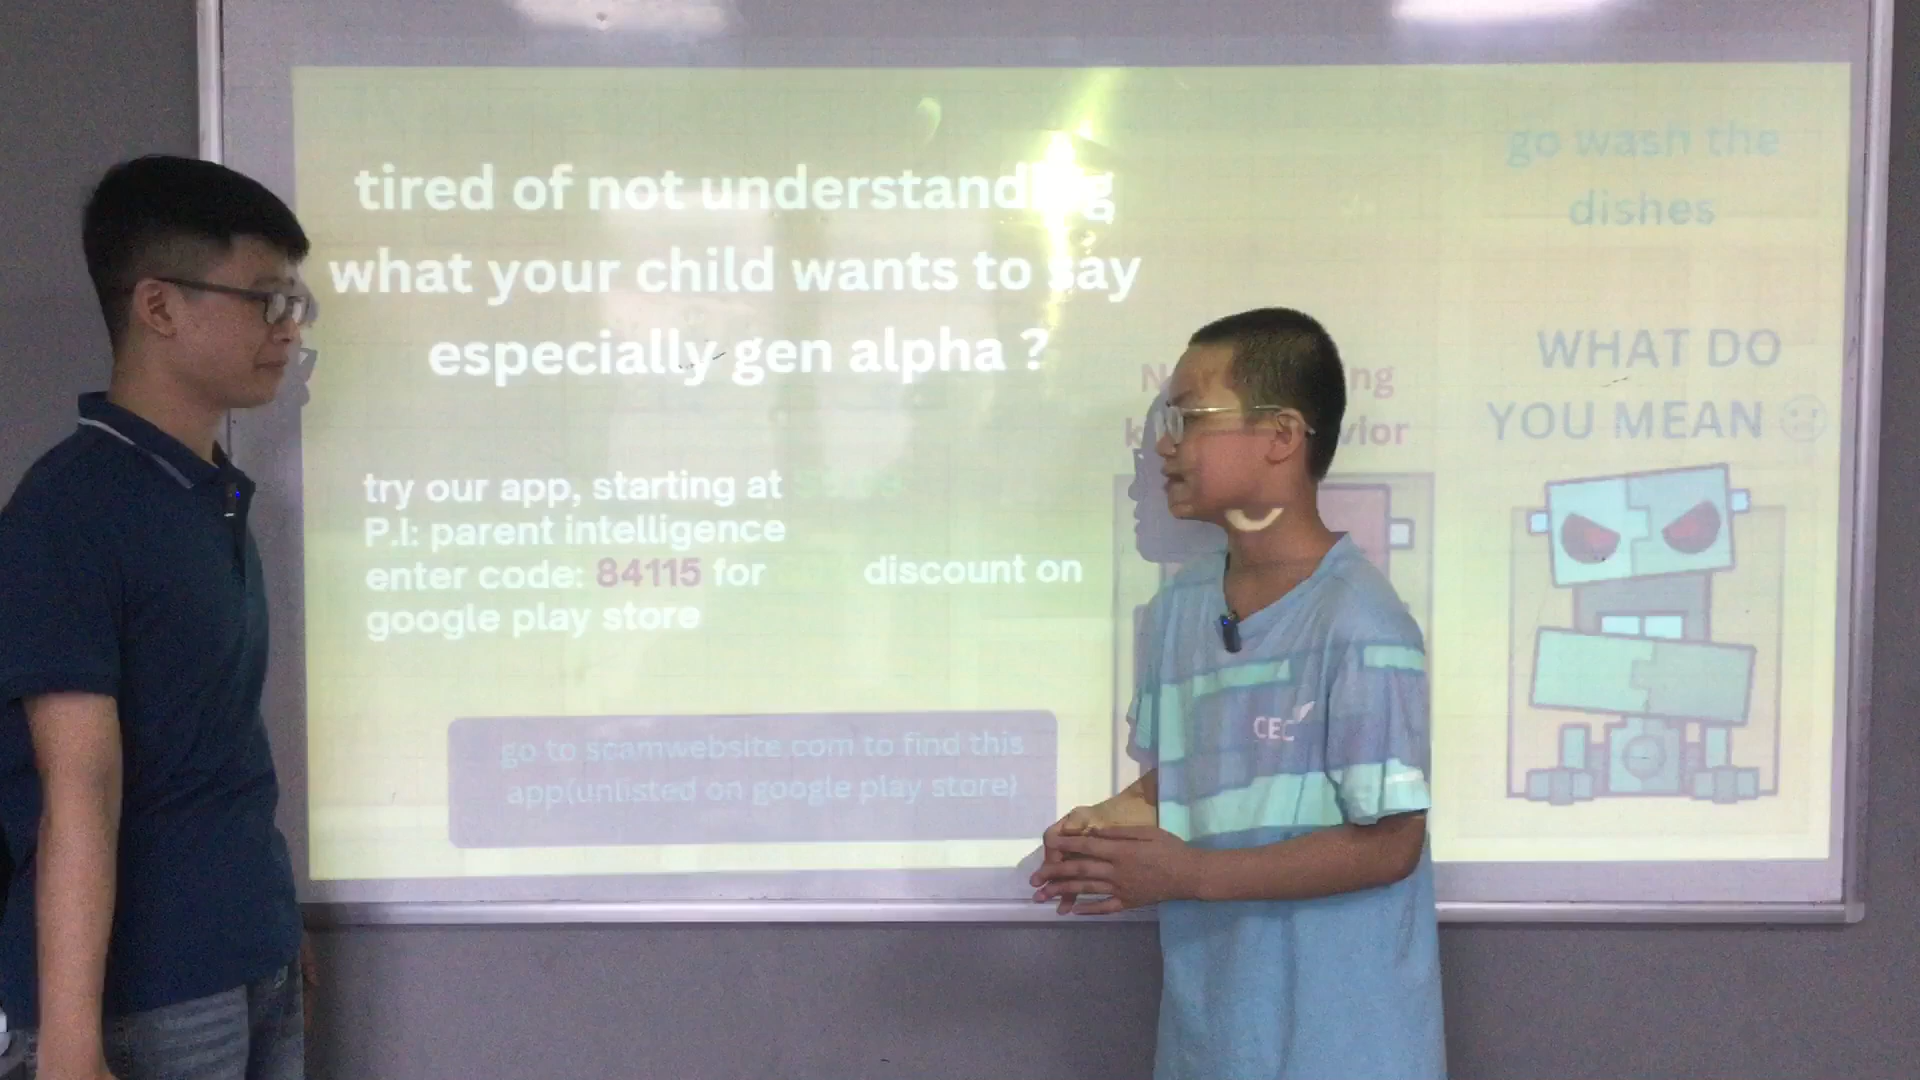 tired of not understanding
what your child wants to say
especially gen alpha ?
try our app, starting at
P.I: parent intelligence
enter code: 84115 for discount on
google play store
go to scamwebsite com to find this
app(unlisted on google play store)
go wash the
dishes
WHAT DO
YOU MEAN
CEC